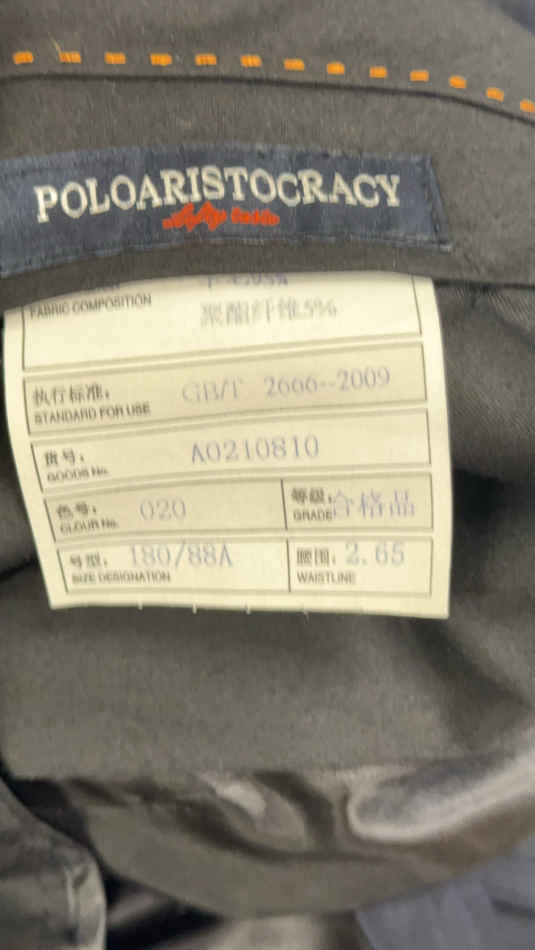 POLOARISTOCRACY
FABRIC COMPOSITION
聚酯纤维5%
执行标准: GB/T 2666--2009
STANDARD FOR USE
货号: A0210810
GOODS No.
色号: 020
CLOUR No.
等级: 合格品
GRADE
号型: 180/88A
SIZE DESIGNATION
腰围: 2.65
WAISTLINE